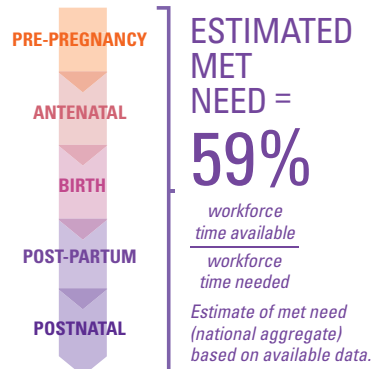 PRE-PREGNANCY
ANTENATAL
BIRTH
POST-PARTUM
POSTNATAL
ESTIMATED
MET
NEED =
59%
workforce
time available
workforce
time needed
Estimate of met need
(national aggregate)
based on available data.